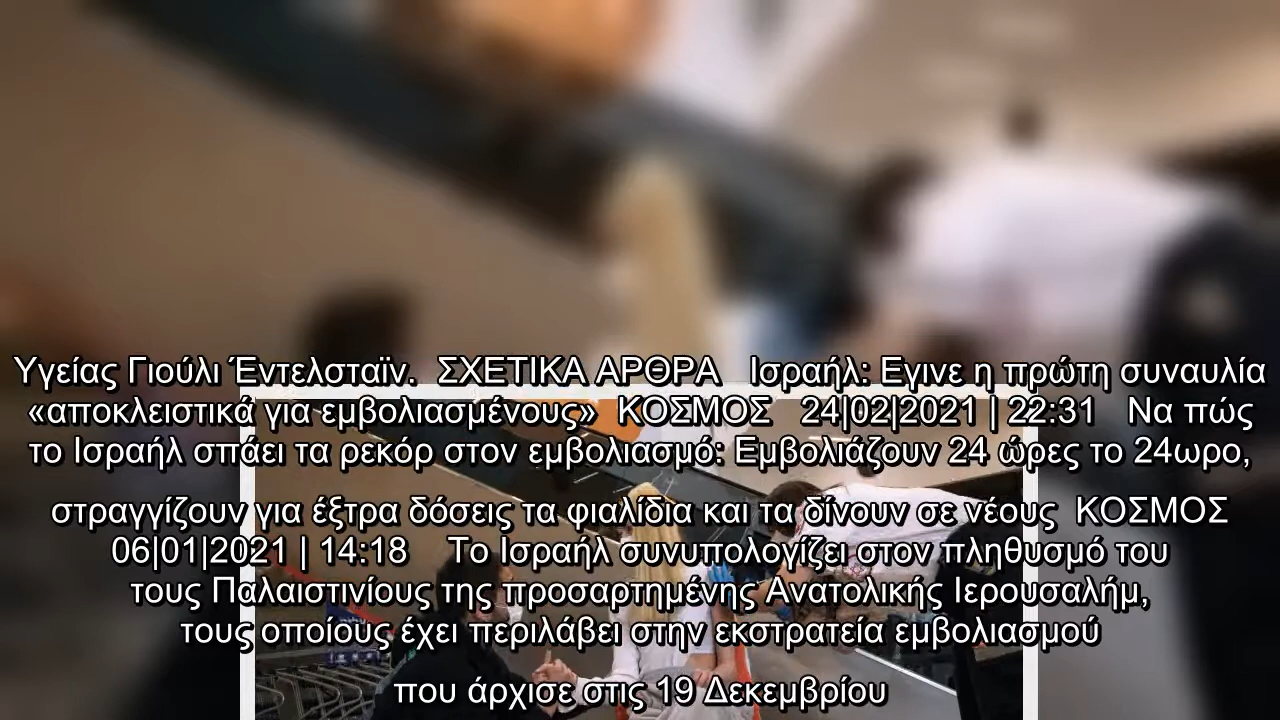 Υγείας Γιούλι Έντελσταϊν.  ΣΧΕΤΙΚΑ ΑΡΘΡΑ   Ισραήλ: Εγινε η πρώτη συναυλία
«αποκλειστικά για εμβολιασμένους»  ΚΟΣΜΟΣ   24|02|2021 | 22:31   Να πώς
το Ισραήλ σπάει τα ρεκόρ στον εμβολιασμό: Εμβολιάζουν 24 ώρες το 24ωρο,
στραγγίζουν για έξτρα δόσεις τα φιαλίδια και τα δίνουν σε νέους  ΚΟΣΜΟΣ
06|01|2021 | 14:18    Το Ισραήλ συνυπολογίζει στον πληθυσμό του
τους Παλαιστινίους της προσαρτημένης Ανατολικής Ιερουσαλήμ,
τους οποίους έχει περιλάβει στην εκστρατεία εμβολιασμού
που άρχισε στις 19 Δεκεμβρίου